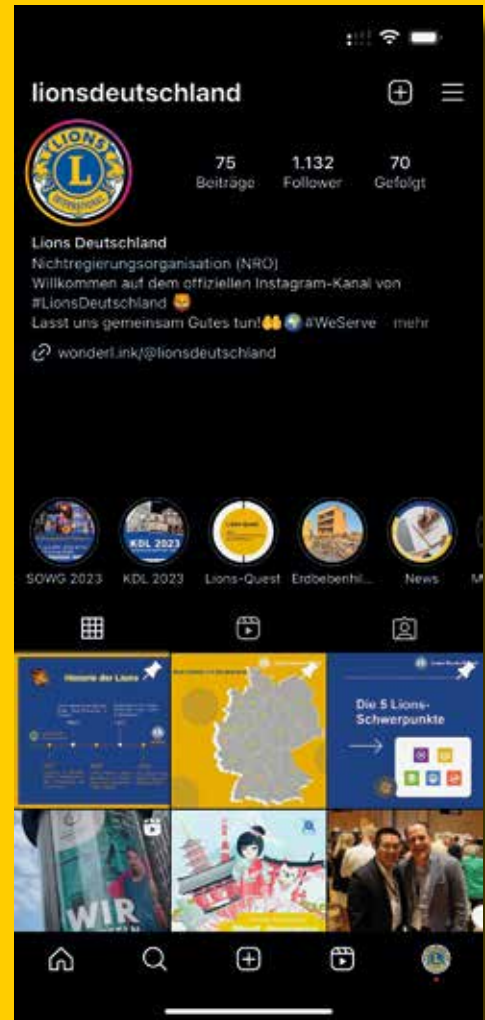 lionsdeutschland
LIONS
L
INTERNATIONAL
75 1.132 70
Beiträge Follower Gefolgt
Lions Deutschland
Nichtregierungsorganisation (NRO)
Willkommen auf dem offiziellen Instagram-Kanal von
#LionsDeutschland 🦁
Lasst uns gemeinsam Gutes tun!🤲🌍#WeServe mehr
wonderl.ink/@lionsdeutschland
KDL 2023
SOWG 2023 KDL 2023 Lions-Quest Erdbebenhi... News M
Historie der Lions
Die 5 Lions-
Schwerpunkte
WIR